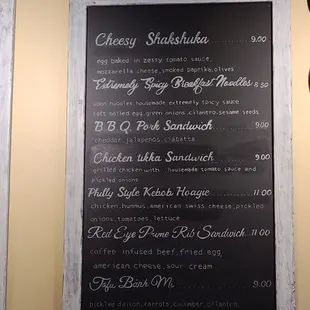 Cheesy Shakshuka ............ 9.00
egg baked in zesty tomato sauce
mozzarella cheese, smoked paprika, olives
Extremely Spicy Breakfast Noodles 8.50
udon noodles, housemade extremely spicy sauce
soft boiled egg, green onions, cilantro, sesame seeds
B.B.Q. Pork Sandwich ............ 9.00
cheddar, jalapenos, ciabatta
Chicken tikka Sandwich ............ 9.00
grilled chicken with housemade tomato sauce and
pickled onions
Philly Style Kebob Hoagie ........ 11.00
chicken, hummus, american swiss cheese, pickled
onions, tomatoes, lettuce
Red Eye Prime Rib Sandwich....11.00
coffee infused beef, fried egg,
american cheese, sour cream
Tofu Banh Mi ............ 9.00
pickled daikon, carrots, cucumber, cilantro